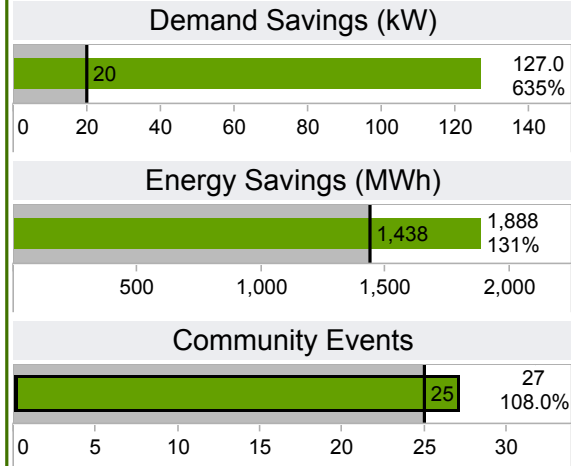 Demand Savings (kW)
20
127.0
635%
0 20 40 60 80 100 120 140
Energy Savings (MWh)
1,438
1,888
131%
500 1,000 1,500 2,000
Community Events
25
27
108.0%
0 5 10 15 20 25 30